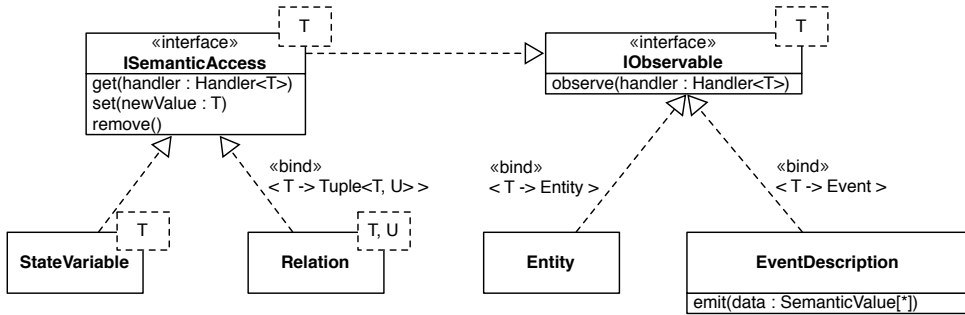 T
«interface»
ISemanticAccess
get(handler : Handler<T>)
set(newValue : T)
remove()
T
«interface»
IObservable
observe(handler : Handler<T>)
«bind»
< T -> Tuple<T, U> >
«bind»
< T -> Entity >
«bind»
< T -> Event >
T
StateVariable
T, U
Relation
Entity
EventDescription
emit(data : SemanticValue[*])